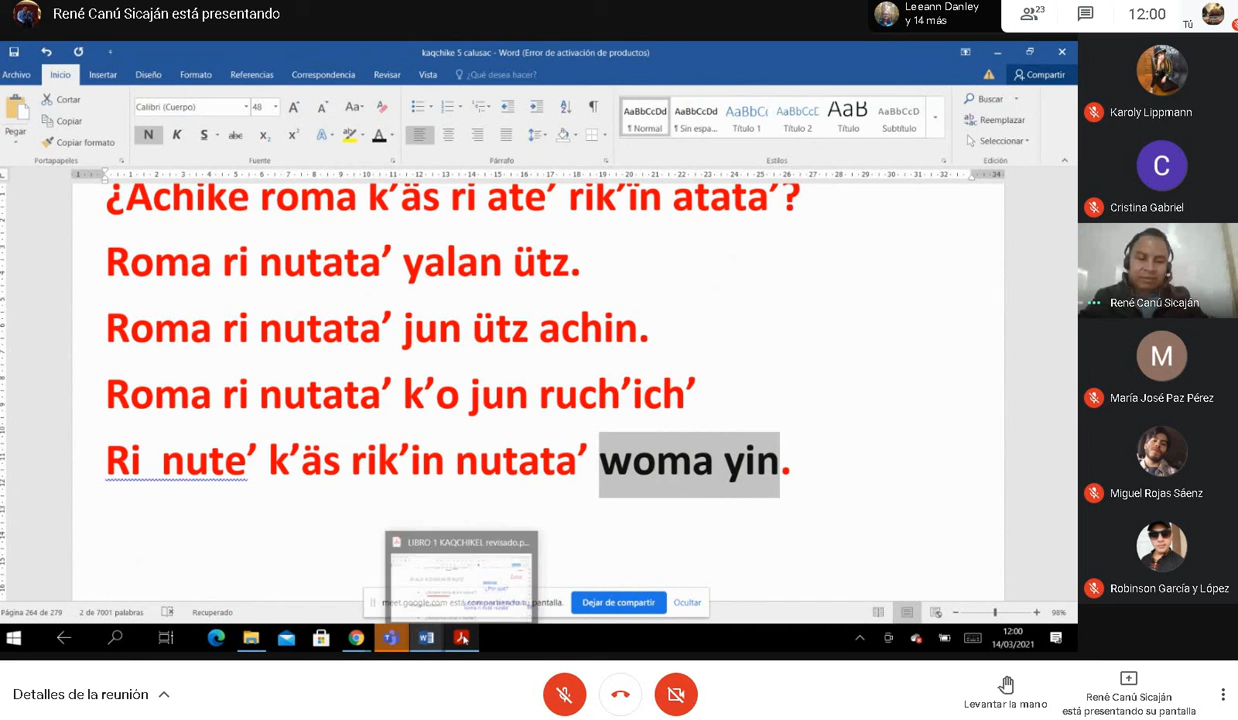 René Canú Sicaján está presentando
Leeann Danley
y 14 más
23
12:00
Tú
kaqchike 5 calusac - Word (Error de activación de productos)
Archivo Inicio Insertar Diseño Formato Referencias Correspondencia Revisar Vista ¿Qué desea hacer? Compartir
Pegar
Cortar
Copiar
Copiar formato
Portapapeles
Calibri (Cuerpo) 48
Aa
N K S abc X₂ X² A A
Fuente
Párrafo
AaBbCcDd AaBbCcDd AaBbCc AaBbCcD AaB AaBbCcD
¶ Normal ¶ Sin espa... Título 1 Título 2 Título Subtítulo
Estilos
Buscar
Reemplazar
Seleccionar
Edición
¿Achike roma k’äs ri ate’ rik’ïn atata’?
Roma ri nutata’ yalan ütz.
Roma ri nutata’ jun ütz achin.
Roma ri nutata’ k’o jun ruch’ich’
Ri nute’ k’äs rik’in nutata’ woma yin.
LIBRO 1 KAQCHIKEL revisado.p...
meet.google.com está compartiendo tu pantalla.
Dejar de compartir
Ocultar
Página 264 de 279 2 de 7001 palabras Recuperado
98%
12:00
14/03/2021
Karoly Lippmann
C
Cristina Gabriel
René Canú Sicaján
M
María José Paz Pérez
Miguel Rojas Sáenz
Robinson García y López
Detalles de la reunión
Levantar la mano
René Canú Sicaján
está presentando su pantalla